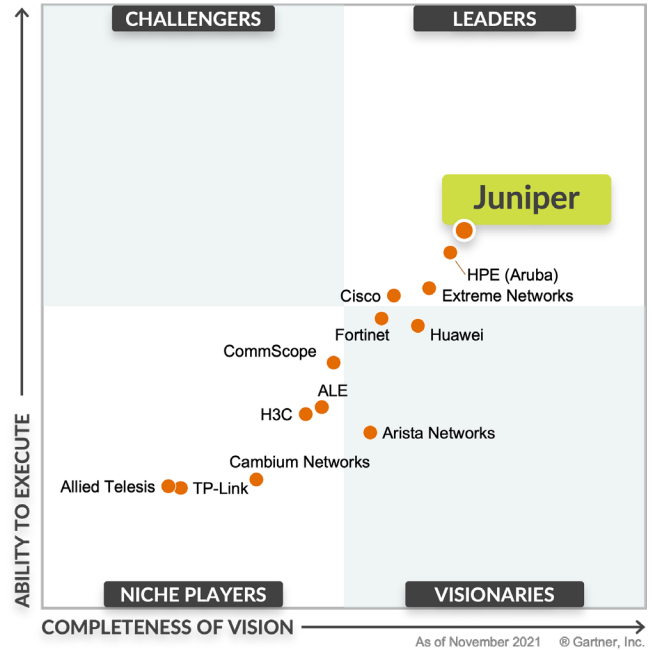 CHALLENGERS
LEADERS
Juniper
HPE (Aruba)
Cisco
Extreme Networks
Fortinet
Huawei
CommScope
ALE
H3C
Arista Networks
Cambium Networks
Allied Telesis
TP-Link
ABILITY TO EXECUTE
NICHE PLAYERS
VISIONARIES
COMPLETENESS OF VISION
As of November 2021 ® Gartner, Inc.